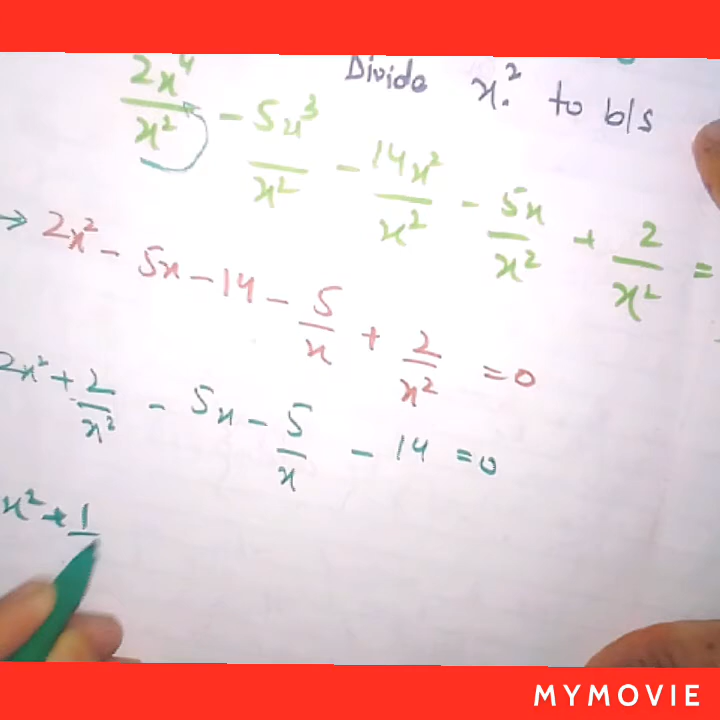 Divide x.² to b/s
2x⁴/x² - 5x³/x² - 14x²/x² - 5x/x² + 2/x² =
→ 2x² - 5x - 14 - 5/x + 2/x² = 0
2x² + 2/x² - 5x - 5/x - 14 = 0
x² + 1
MYMOVIE